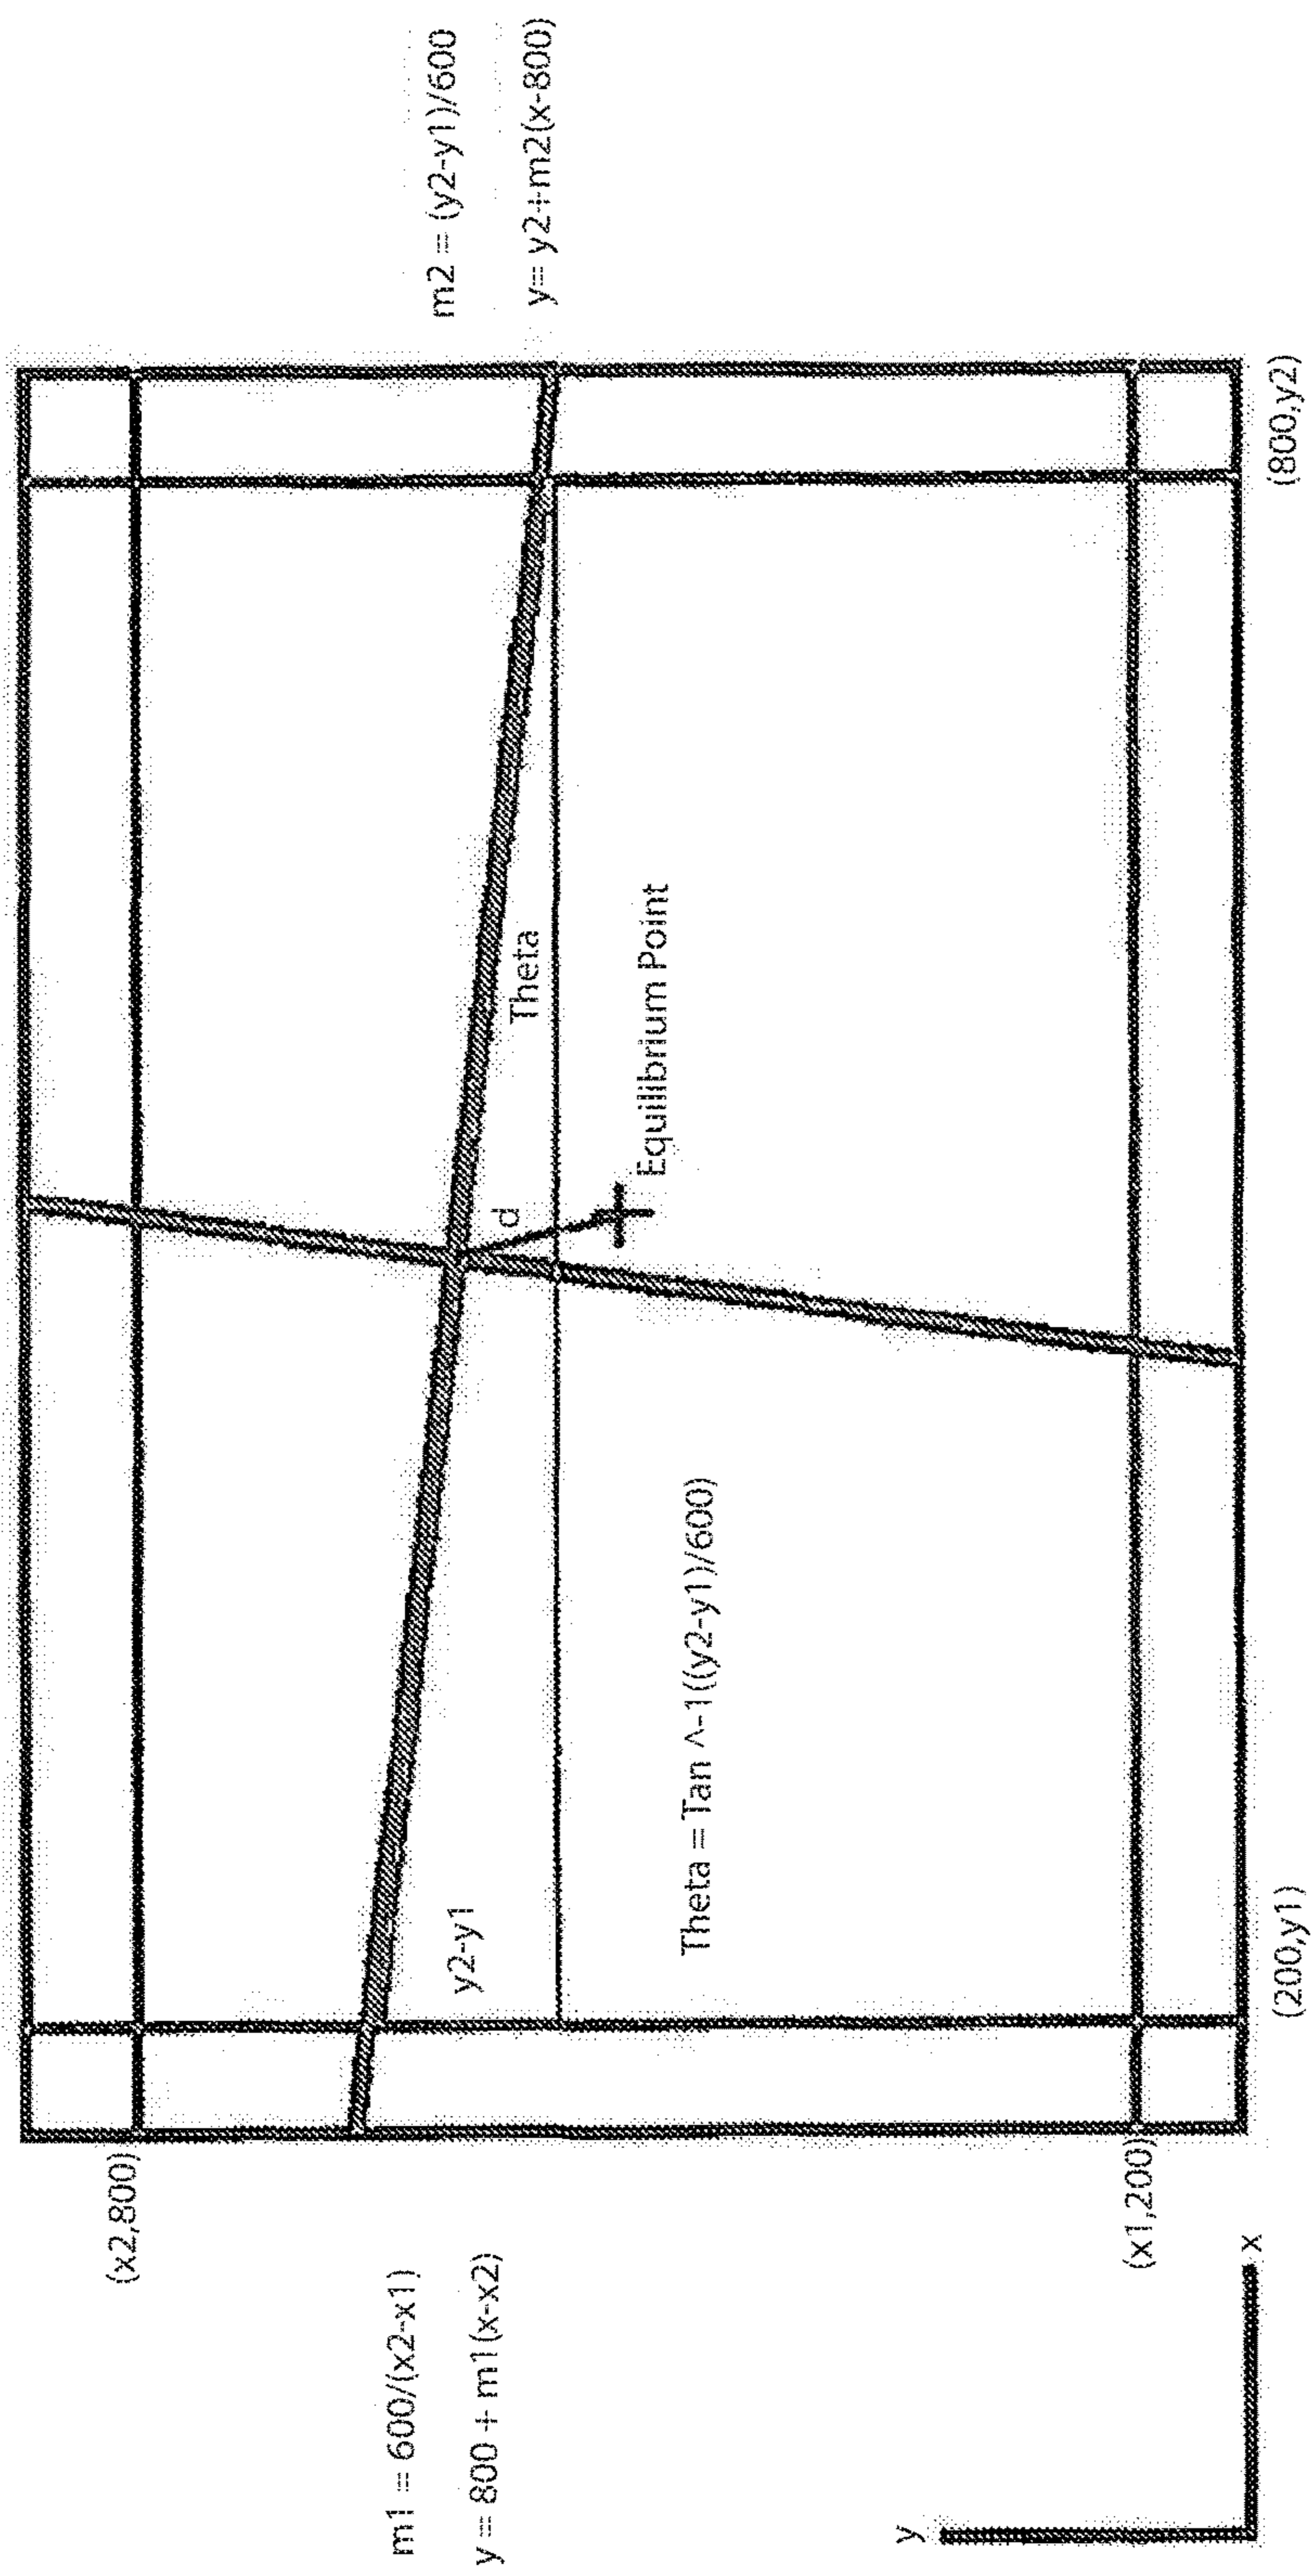 m1 = 600/(x2-x1)
y = 800 + m1(x-x2)
(x2,800)
(x1,200)
y
x
y2-y1
Theta = Tan ^-1((y2-y1)/600)
d
Theta
Equilibrium Point
(200,y1)
(800,y2)
m2 = (y2-y1)/600
y= y2+m2(x-800)